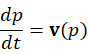 dp/dt = v(p)